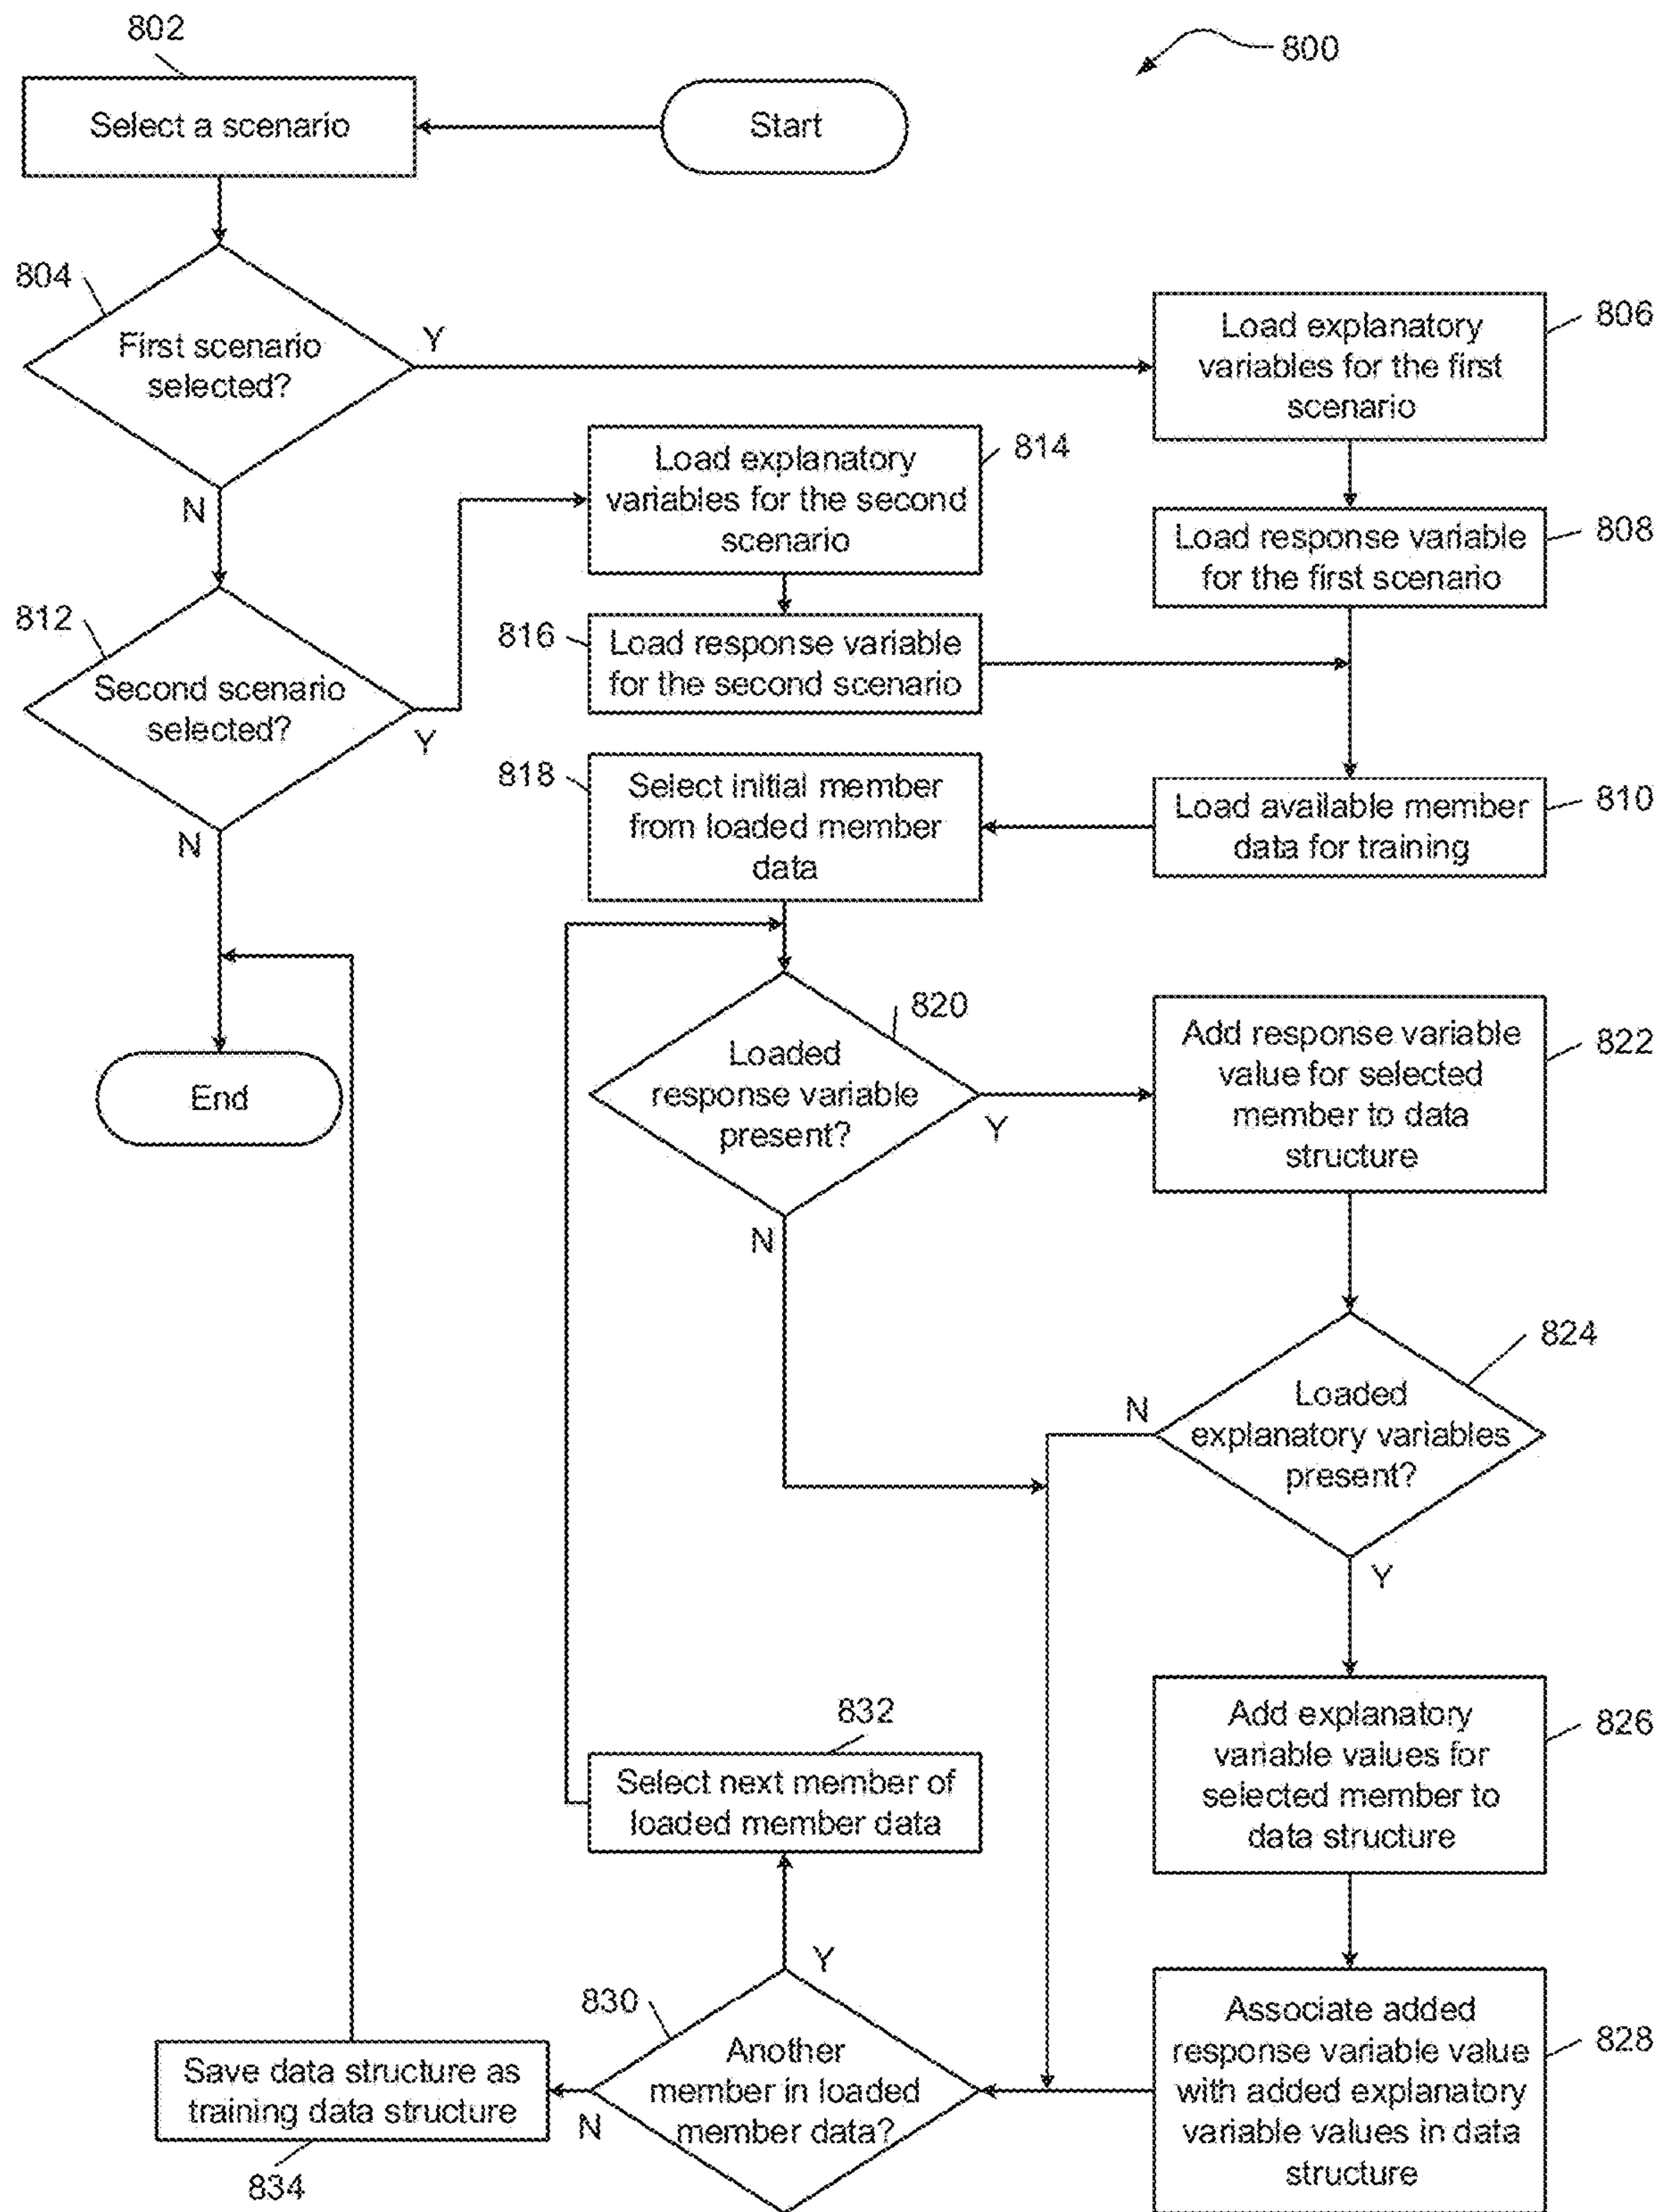 802
800
Select a scenario
Start
804
First scenario
selected?
Y
N
Load explanatory
variables for the first
scenario
806
Load explanatory
variables for the second
scenario
814
Load response variable
for the first scenario
808
812
Second scenario
selected?
Y
N
816
Load response variable
for the second scenario
818
Select initial member
from loaded member
data
Load available member
data for training
810
End
820
Loaded
response variable
present?
Y
N
Add response variable
value for selected
member to data
structure
822
824
Loaded
explanatory variables
present?
N
Y
832
Select next member of
loaded member data
Add explanatory
variable values for
selected member to
data structure
826
Y
830
Another
member in loaded
member data?
N
Save data structure as
training data structure
834
Associate added
response variable value
with added explanatory
variable values in data
structure
828